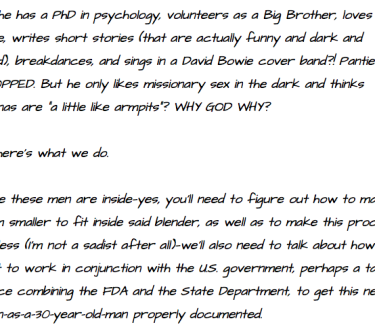 he has a PhD in psychology, volunteers as a Big Brother, loves
e, writes short stories (that are actually funny and dark and
d), breakdances, and sings in a David Bowie cover band?! Pantie
OPPED. But he only likes missionary sex in the dark and thinks
nas are "a little like armpits"? WHY GOD WHY?
here's what we do.
e these men are inside-yes, you'll need to figure out how to ma
m smaller to fit inside said blender, as well as to make this proc
less (I'm not a sadist after all)-we'll also need to talk about how
t to work in conjunction with the U.S. government, perhaps a ta
ce combining the FDA and the State Department, to get this ne
n-as-a-30-year-old-man properly documented.